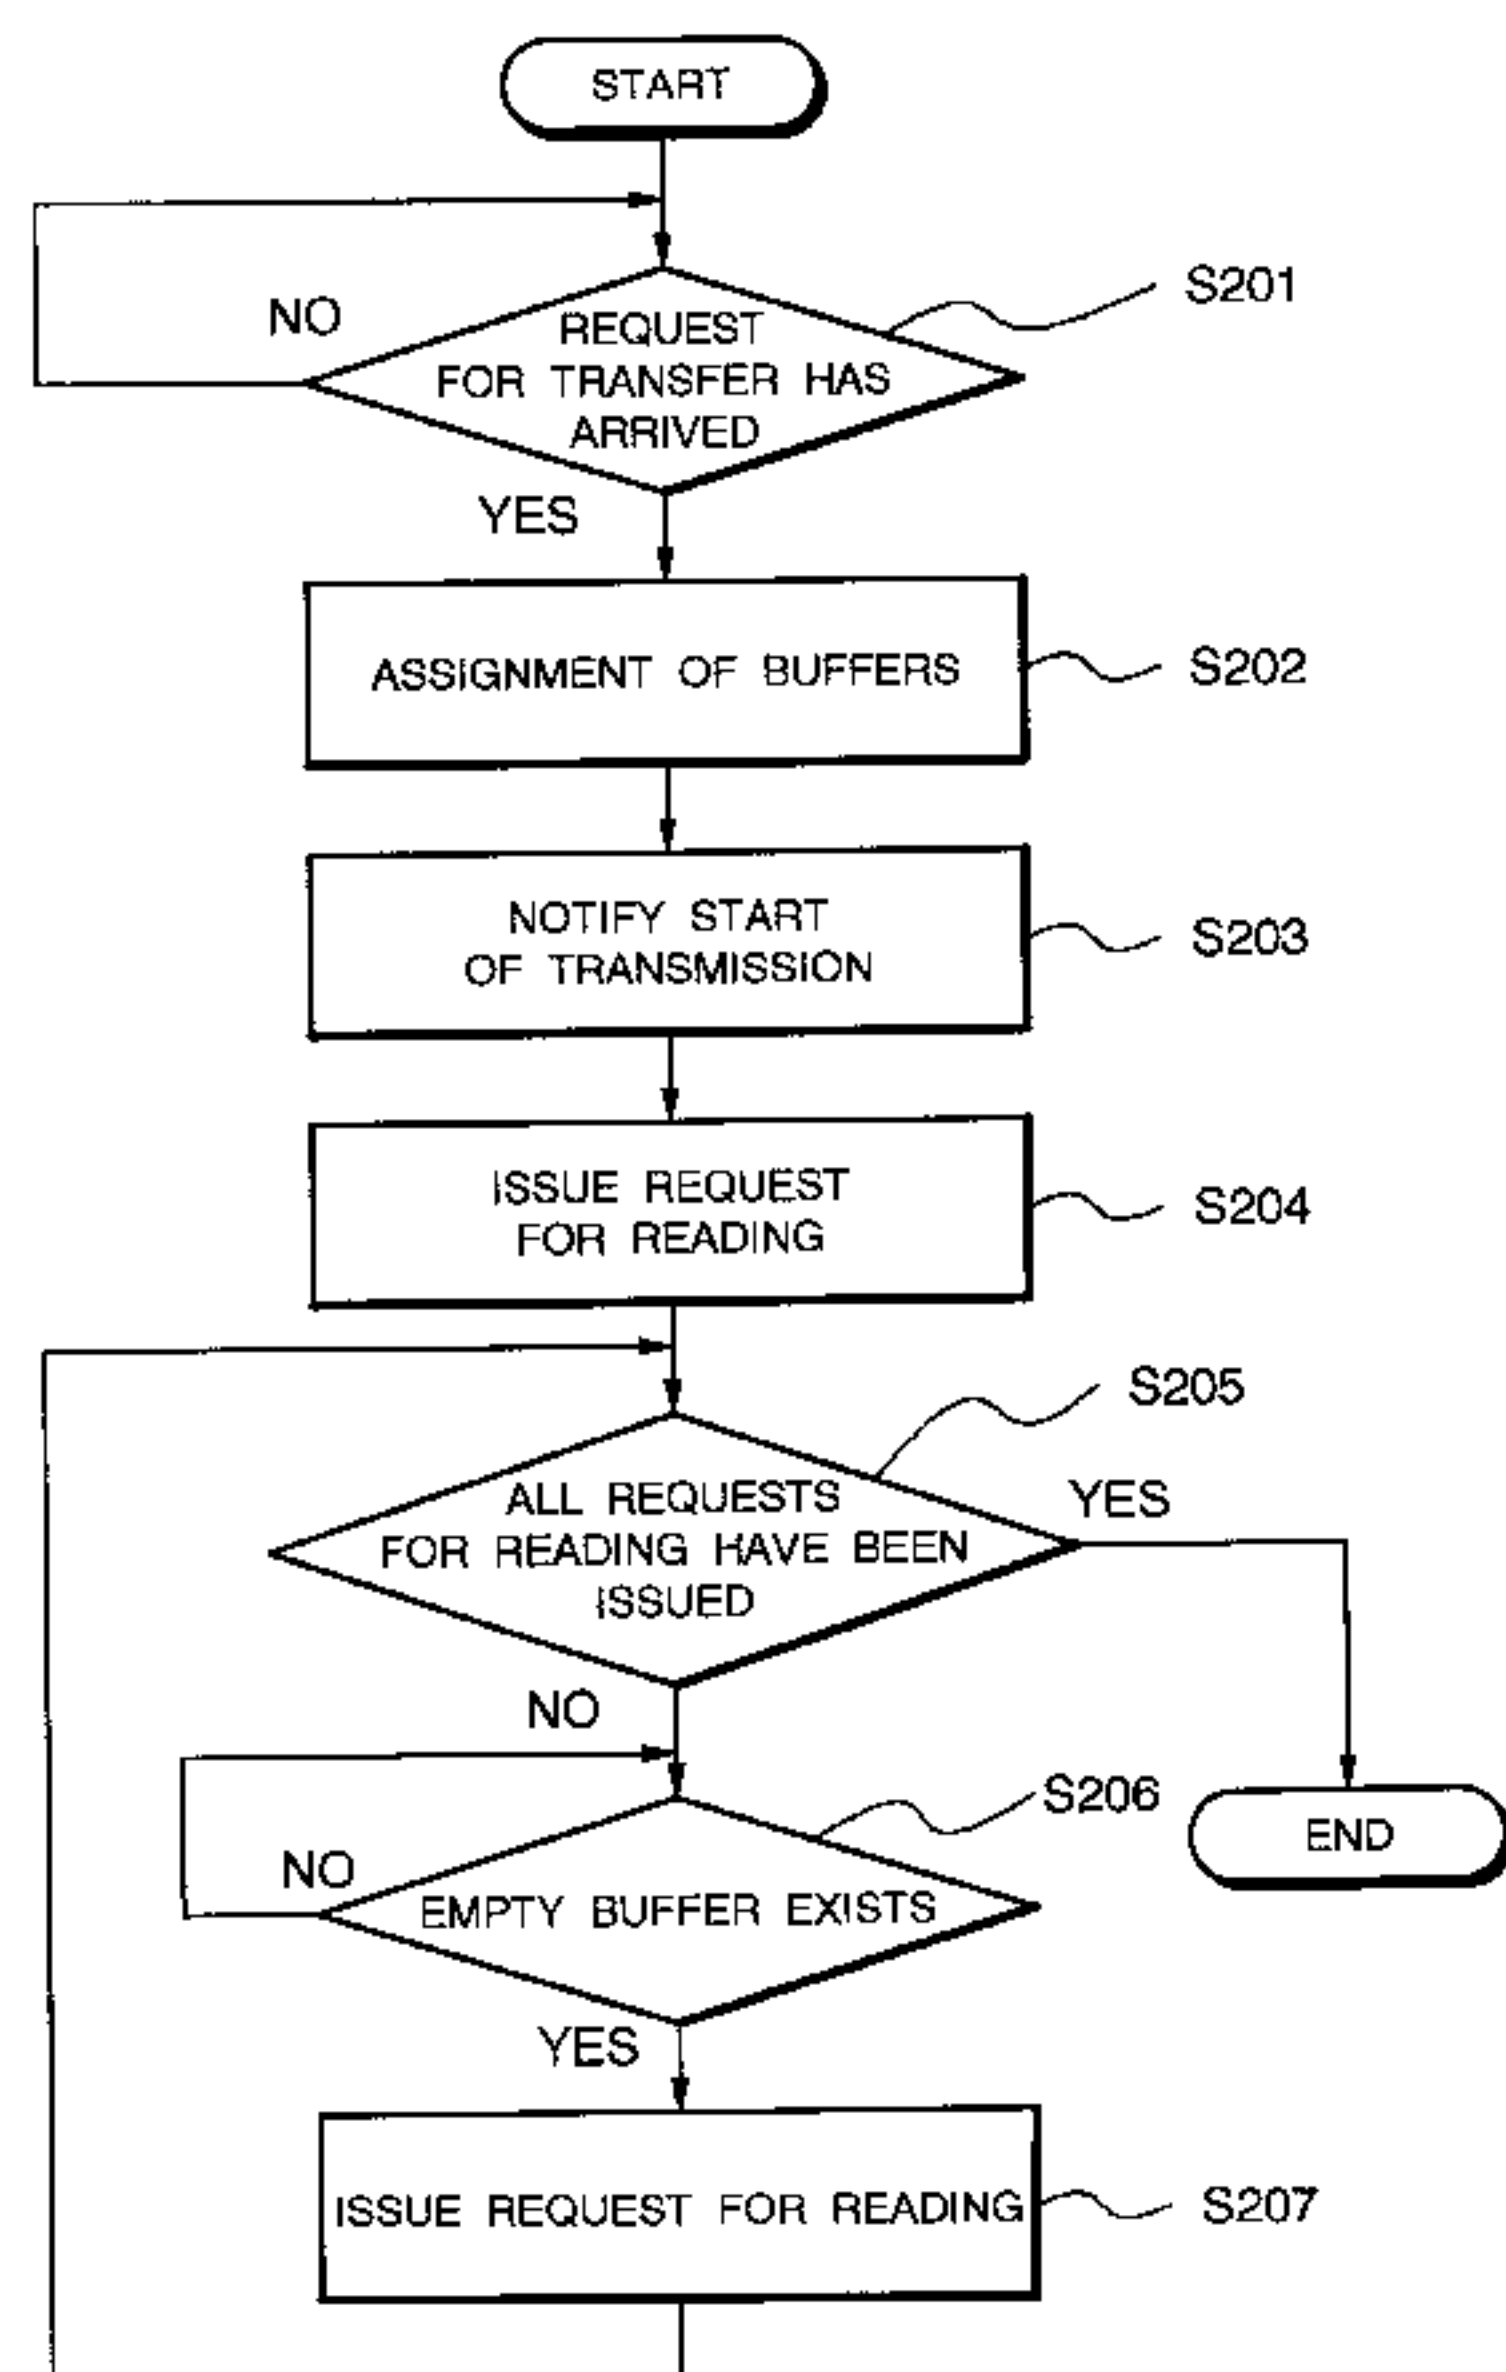 START
NO
S201
REQUEST
FOR TRANSFER HAS
ARRIVED
YES
ASSIGNMENT OF BUFFERS
S202
NOTIFY START
OF TRANSMISSION
S203
ISSUE REQUEST
FOR READING
S204
S205
ALL REQUESTS
FOR READING HAVE BEEN
ISSUED
YES
NO
S206
END
NO
EMPTY BUFFER EXISTS
YES
ISSUE REQUEST FOR READING
S207